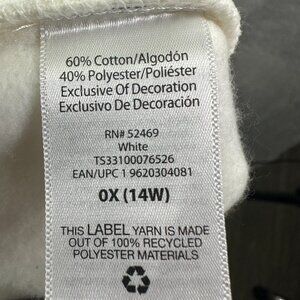 60% Cotton/Algodón
40% Polyester/Poliéster
Exclusive Of Decoration
Exclusivo De Decoración
RN# 52469
White
TS33100076526
EAN/UPC 1 9620304081
0X (14W)
THIS LABEL YARN IS MADE
OUT OF 100% RECYCLED
POLYESTER MATERIALS